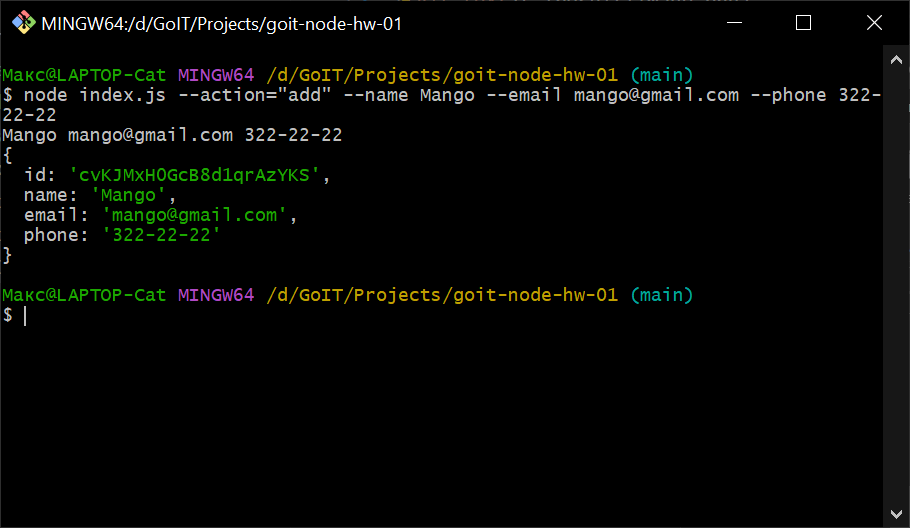 MINGW64:/d/GoIT/Projects/goit-node-hw-01
Макс@LAPTOP-Cat MINGW64 /d/GoIT/Projects/goit-node-hw-01 (main)
$ node index.js --action="add" --name Mango --email mango@gmail.com --phone 322-
22-22
Mango mango@gmail.com 322-22-22
{
  id: 'cvKJMxH0GcB8d1qrAzYKS',
  name: 'Mango',
  email: 'mango@gmail.com',
  phone: '322-22-22'
}
Макс@LAPTOP-Cat MINGW64 /d/GoIT/Projects/goit-node-hw-01 (main)
$